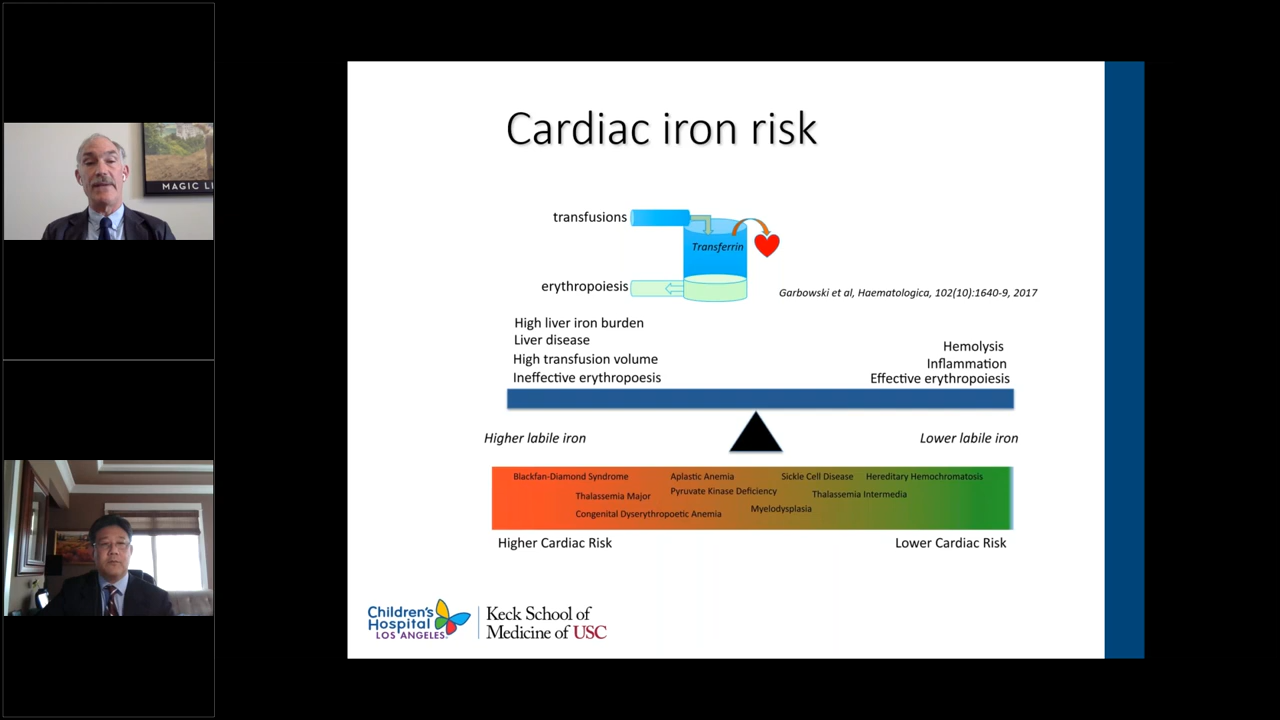 MAGIC LI
Cardiac iron risk
transfusions
Transferrin
erythropoiesis
Garbowski et al, Haematologica, 102(10):1640-9, 2017
High liver iron burden
Liver disease
High transfusion volume
Ineffective erythropoesis
Hemolysis
Inflammation
Effective erythropoiesis
Higher labile iron
Lower labile iron
Blackfan-Diamond Syndrome
Aplastic Anemia
Sickle Cell Disease
Hereditary Hemochromatosis
Thalassemia Major
Pyruvate Kinase Deficiency
Thalassemia Intermedia
Congenital Dyserythropoetic Anemia
Myelodysplasia
Higher Cardiac Risk
Lower Cardiac Risk
Children's
Hospital
LOS ANGELES
Keck School of
Medicine of USC